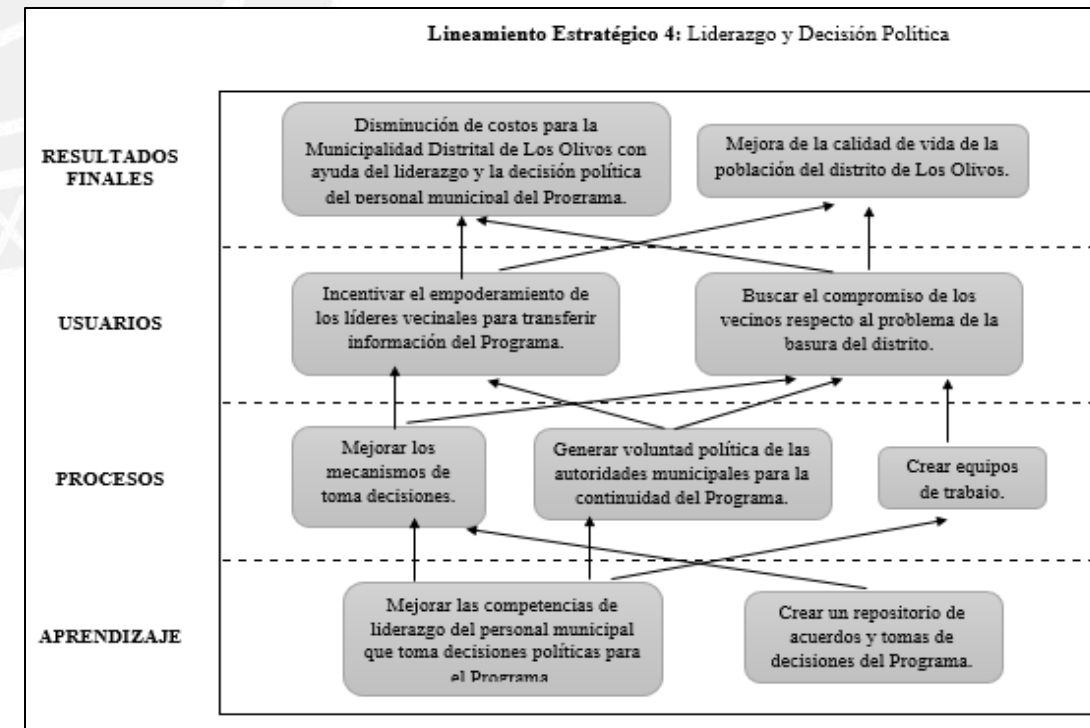 Lineamiento Estratégico 4: Liderazgo y Decisión Política
RESULTADOS
FINALES
Disminución de costos para la
Municipalidad Distrital de Los Olivos con
ayuda del liderazgo y la decisión política
del personal municipal del Programa.
Mejora de la calidad de vida de la
población del distrito de Los Olivos.
USUARIOS
Incentivar el empoderamiento de
los líderes vecinales para transferir
información del Programa.
Buscar el compromiso de los
vecinos respecto al problema de la
basura del distrito.
PROCESOS
Mejorar los
mecanismos de
toma decisiones.
Generar voluntad política de las
autoridades municipales para la
continuidad del Programa.
Crear equipos
de trabajo.
APRENDIZAJE
Mejorar las competencias de
liderazgo del personal municipal
que toma decisiones políticas para
el Programa
Crear un repositorio de
acuerdos y tomas de
decisiones del Programa.